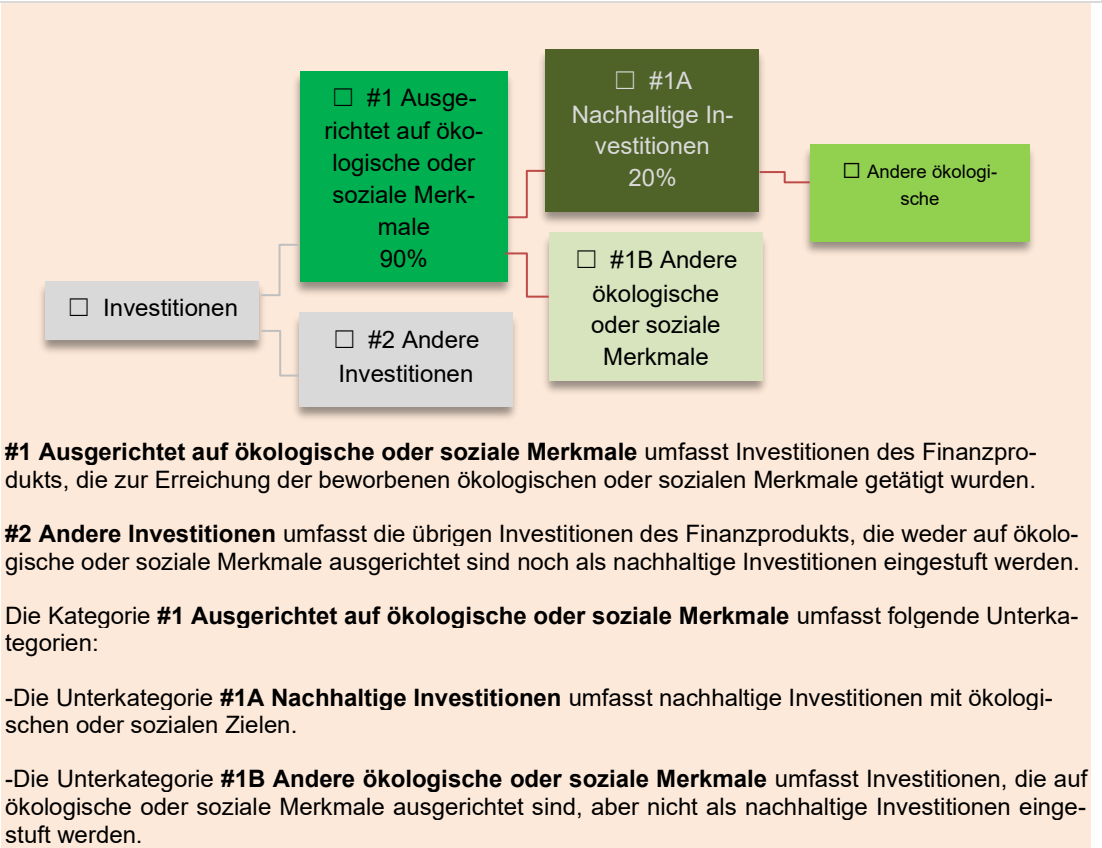 ☐ #1 Ausge-
richtet auf öko-
logische oder
soziale Merk-
male
90%
☐ #1A
Nachhaltige In-
vestitionen
20%
☐ Andere ökologi-
sche
☐ #1B Andere
ökologische
oder soziale
Merkmale
☐ Investitionen
☐ #2 Andere
Investitionen
#1 Ausgerichtet auf ökologische oder soziale Merkmale umfasst Investitionen des Finanzpro-
dukts, die zur Erreichung der beworbenen ökologischen oder sozialen Merkmale getätigt wurden.
#2 Andere Investitionen umfasst die übrigen Investitionen des Finanzprodukts, die weder auf ökolo-
gische oder soziale Merkmale ausgerichtet sind noch als nachhaltige Investitionen eingestuft werden.
Die Kategorie #1 Ausgerichtet auf ökologische oder soziale Merkmale umfasst folgende Unterka-
tegorien:
-Die Unterkategorie #1A Nachhaltige Investitionen umfasst nachhaltige Investitionen mit ökologi-
schen oder sozialen Zielen.
-Die Unterkategorie #1B Andere ökologische oder soziale Merkmale umfasst Investitionen, die auf
ökologische oder soziale Merkmale ausgerichtet sind, aber nicht als nachhaltige Investitionen einge-
stuft werden.